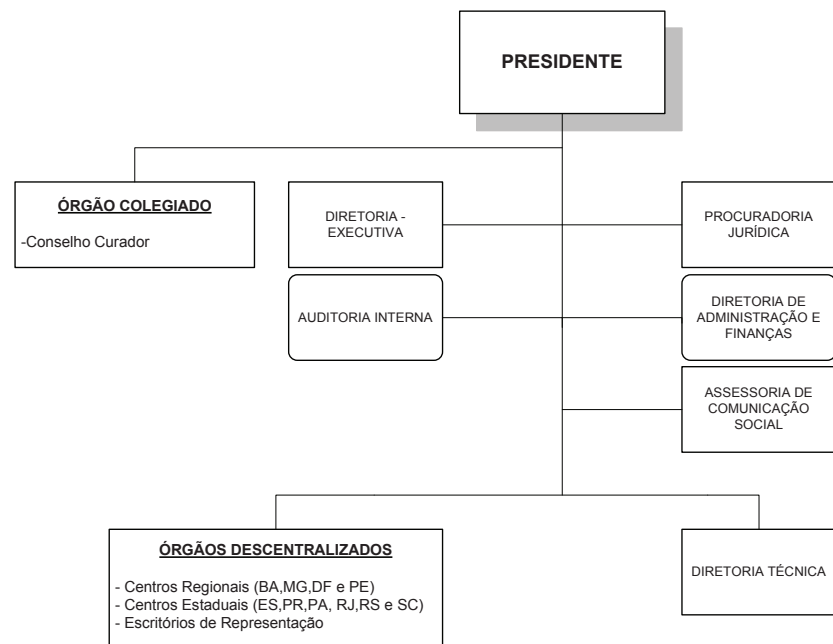 PRESIDENTE
ÓRGÃO COLEGIADO
-Conselho Curador
DIRETORIA -
EXECUTIVA
PROCURADORIA
JURÍDICA
AUDITORIA INTERNA
DIRETORIA DE
ADMINISTRAÇÃO E
FINANÇAS
ASSESSORIA DE
COMUNICAÇÃO
SOCIAL
ÓRGÃOS DESCENTRALIZADOS
- Centros Regionais (BA,MG,DF e PE)
- Centros Estaduais (ES,PR,PA, RJ,RS e SC)
- Escritórios de Representação
DIRETORIA TÉCNICA